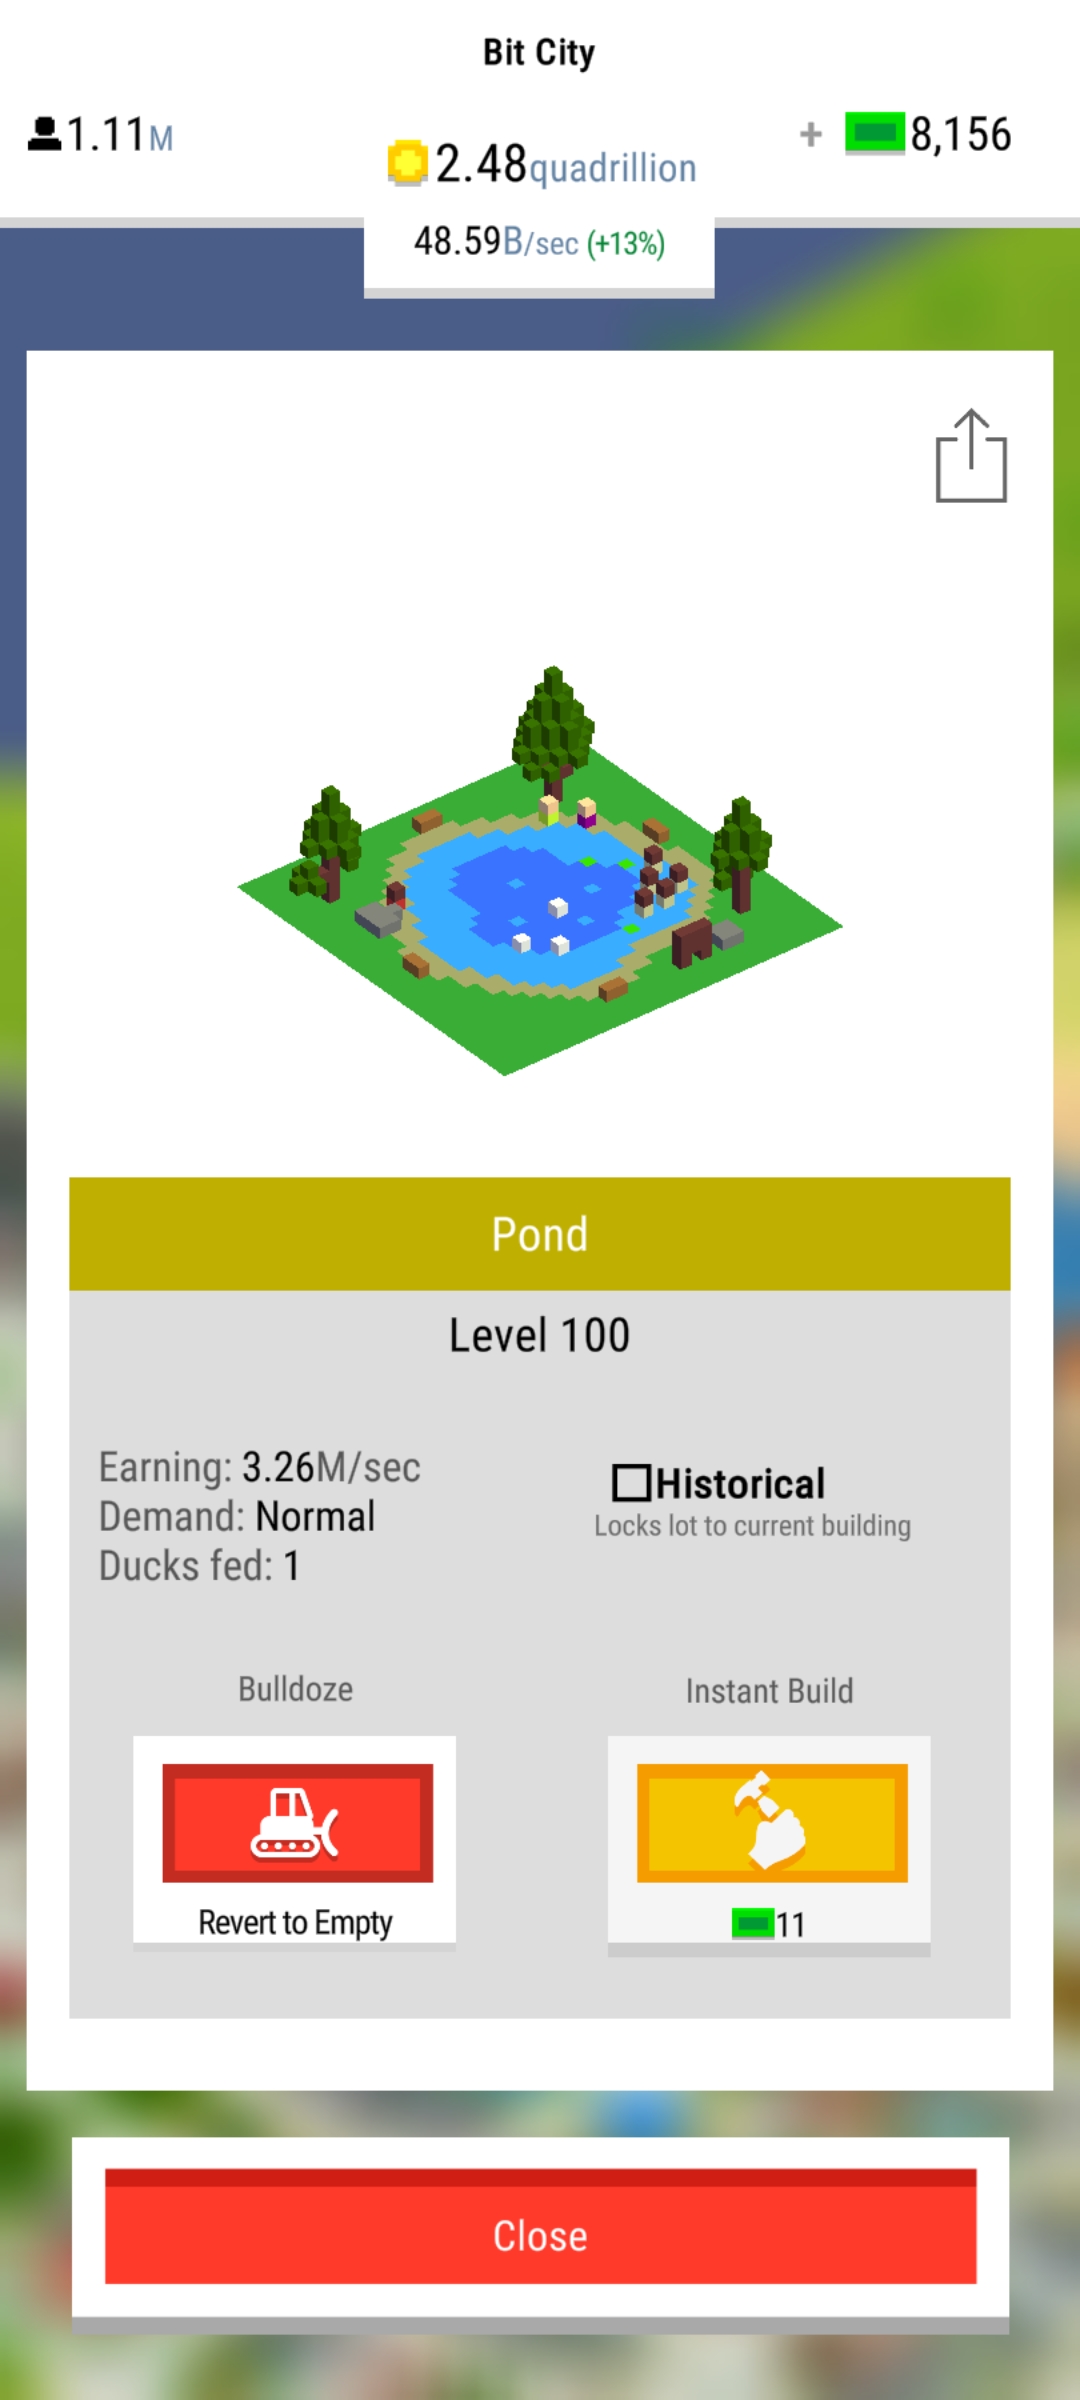 Bit City
1.11M
2.48quadrillion
+ 8,156
48.59B/sec (+13%)
Pond
Level 100
Earning: 3.26M/sec
Demand: Normal
Ducks fed: 1
Historical
Locks lot to current building
Bulldoze
Instant Build
Revert to Empty
11
Close